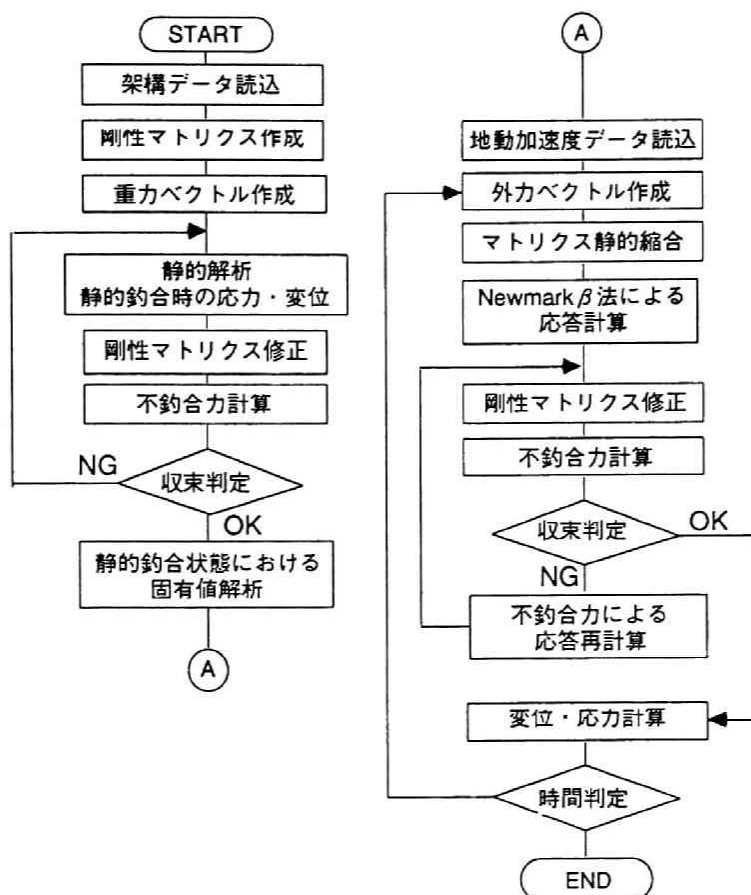 START
架構データ読込
剛性マトリクス作成
重力ベクトル作成
静的解析
静的釣合時の応力・変位
剛性マトリクス修正
不釣合力計算
NG
収束判定
OK
静的釣合状態における
固有値解析
A
A
地動加速度データ読込
外力ベクトル作成
マトリクス静的縮合
Newmark β 法による
応答計算
剛性マトリクス修正
不釣合力計算
収束判定
OK
NG
不釣合力による
応答再計算
変位・応力計算
時間判定
END